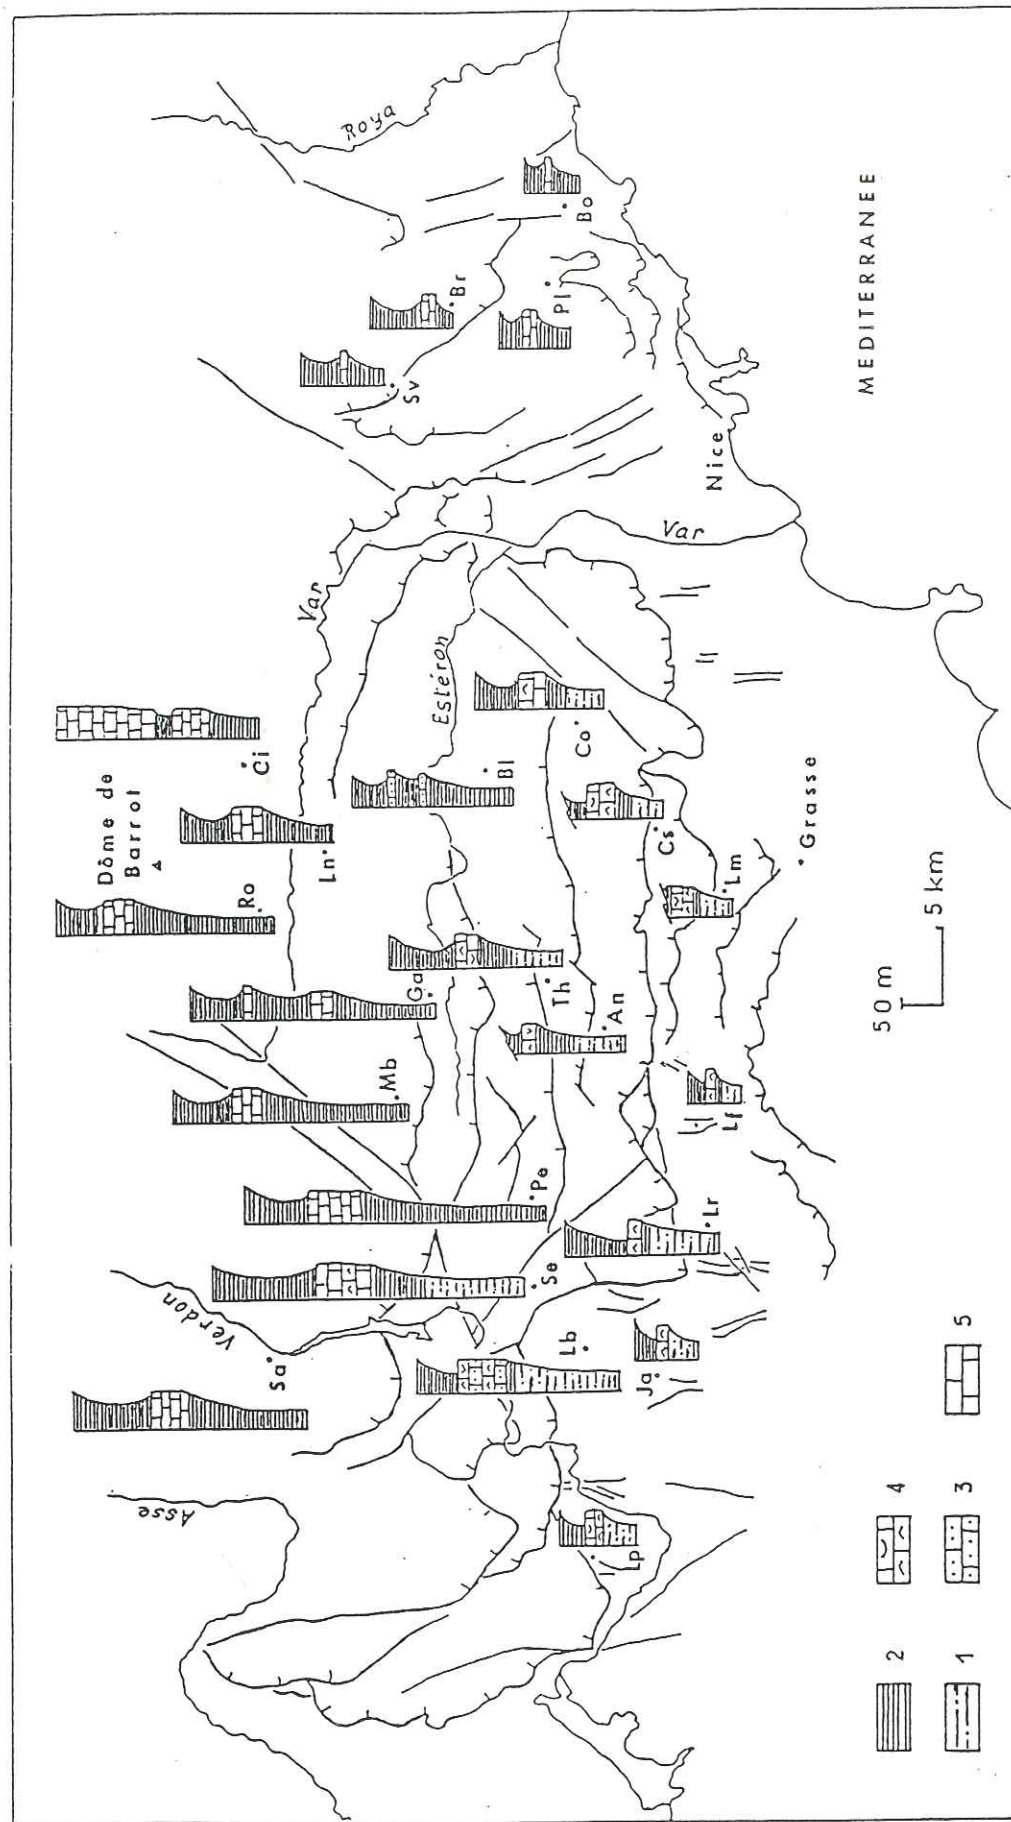 Dôme de
Barrot
Asse
Verdon
Roya
Ci
Ro
Sa
Var
Ln
Mb
Sv
Ga
Br
Estéron
Bl
Pe
Se
Th
Pl
Lb
Co
Bo
An
Lp
Ja
Cs
Var
Lr
Lf
Lm
Nice
Grasse
MEDITERRANEE
50 m
5 km
2
4
1
3
5